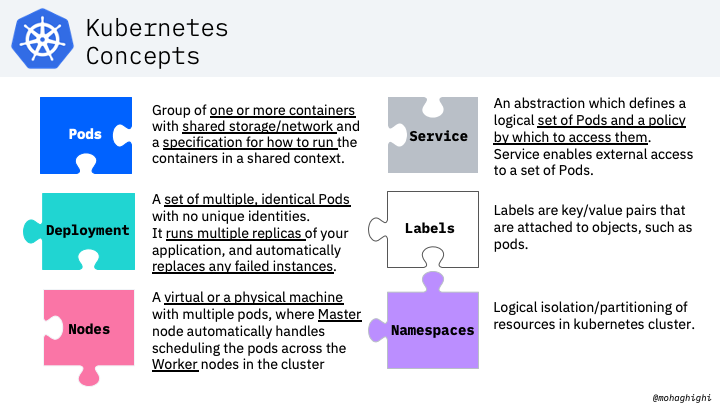 Kubernetes
Concepts
Pods
Group of one or more containers
with shared storage/network and
a specification for how to run the
containers in a shared context.
Deployment
A set of multiple, identical Pods
with no unique identities.
It runs multiple replicas of your
application, and automatically
replaces any failed instances.
Nodes
A virtual or a physical machine
with multiple pods, where Master
node automatically handles
scheduling the pods across the
Worker nodes in the cluster
Service
An abstraction which defines a
logical set of Pods and a policy
by which to access them.
Service enables external access
to a set of Pods.
Labels
Labels are key/value pairs that
are attached to objects, such as
pods.
Namespaces
Logical isolation/partitioning of
resources in kubernetes cluster.
@mohaghighi